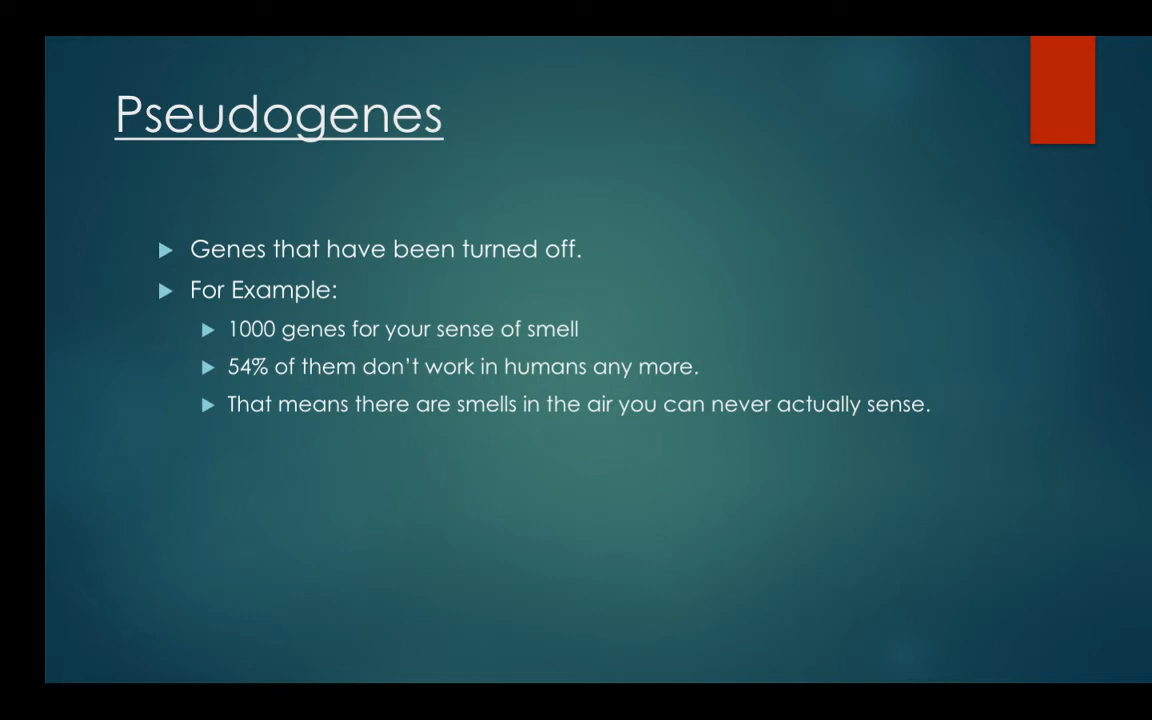 Pseudogenes
Genes that have been turned off.
For Example:
1000 genes for your sense of smell
54% of them don't work in humans any more.
That means there are smells in the air you can never actually sense.